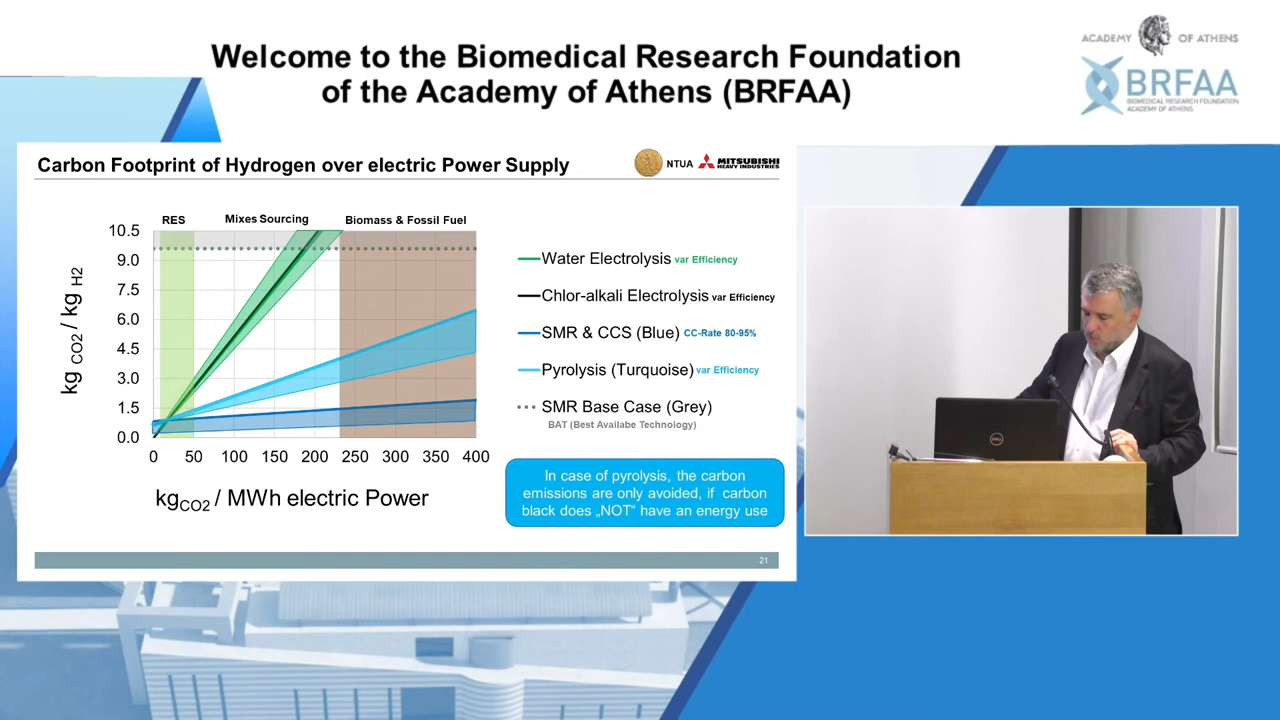 Welcome to the Biomedical Research Foundation
of the Academy of Athens (BRFAA)
ACADEMY OF ATHENS
BRFAA
BIOMEDICAL RESEARCH FOUNDATION
ACADEMY OF ATHENS
Carbon Footprint of Hydrogen over electric Power Supply
NTUA
MITSUBISHI
HEAVY INDUSTRIES
RES Mixes Sourcing Biomass & Fossil Fuel
10.5
9.0
7.5
6.0
4.5
3.0
1.5
0.0
kg CO2 / kg H2
0 50 100 150 200 250 300 350 400
kgCO2 / MWh electric Power
Water Electrolysis var Efficiency
Chlor-alkali Electrolysis var Efficiency
SMR & CCS (Blue) CC-Rate 80-95%
Pyrolysis (Turquoise) var Efficiency
SMR Base Case (Grey)
BAT (Best Availabe Technology)
In case of pyrolysis, the carbon
emissions are only avoided, if carbon
black does „NOT“ have an energy use
21
DELL